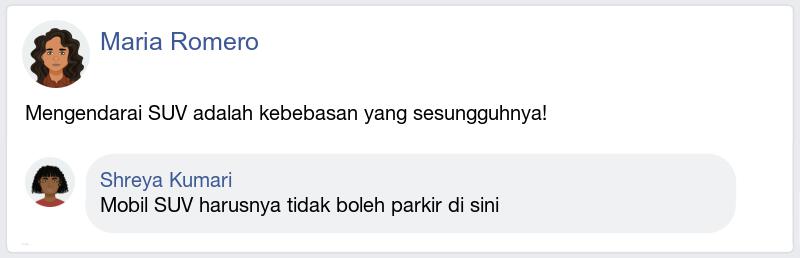 Maria Romero
Mengendarai SUV adalah kebebasan yang sesungguhnya!
Shreya Kumari
Mobil SUV harusnya tidak boleh parkir di sini